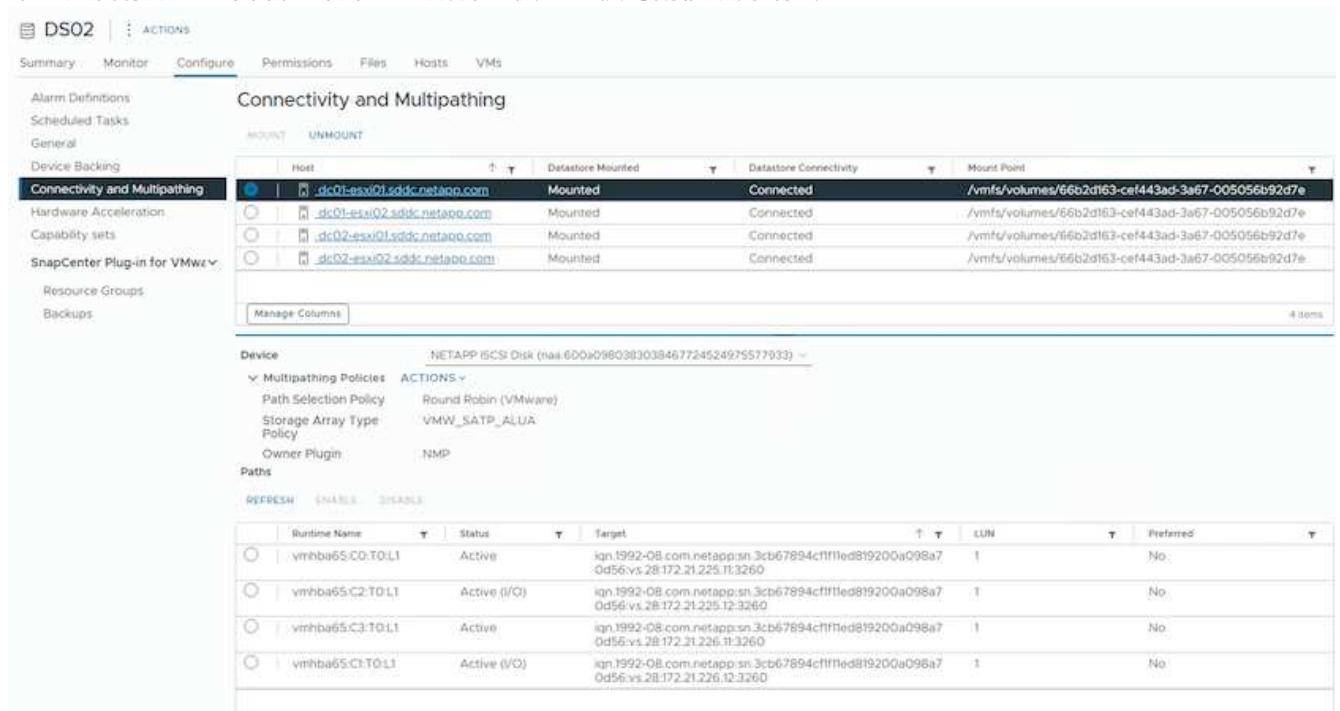 DS02
ACTIONS
Summary Monitor Configure Permissions Files Hosts VMs
Alarm Definitions
Scheduled Tasks
General
Device Backing
Connectivity and Multipathing
Hardware Acceleration
Capability sets
SnapCenter Plug-in for VMwa
Resource Groups
Backups
Connectivity and Multipathing
MOUNT UNMOUNT
Host Datastore Mounted Datastore Connectivity Mount Point
dc01-esxi01.sddc.netapp.com Mounted Connected /vmfs/volumes/66b2d163-cef443ad-3a67-005056b92d7e
dc01-esxi02.sddc.netapp.com Mounted Connected /vmfs/volumes/66b2d163-cef443ad-3a67-005056b92d7e
dc02-esxi01.sddc.netapp.com Mounted Connected /vmfs/volumes/66b2d163-cef443ad-3a67-005056b92d7e
dc02-esxi02.sddc.netapp.com Mounted Connected /vmfs/volumes/66b2d163-cef443ad-3a67-005056b92d7e
Manage Columns 4 items
Device NETAPP iSCSI Disk (naa.600a09803830384677245249755779­33)
Multipathing Policies ACTIONS
Path Selection Policy Round Robin (VMware)
Storage Array Type VMW_SATP_ALUA
Policy
Owner Plugin NMP
Paths
REFRESH ENABLE DISABLE
Runtime Name Status Target LUN Preferred
vmhba65:C0:T0:L1 Active iqn.1992-08.com.netapp:sn.3cb67894cf1f11ed819200a098a7 1 No
0d56:vs.28:172.21.225.11:3260
vmhba65:C2:T0:L1 Active (I/O) iqn.1992-08.com.netapp:sn.3cb67894cf1f11ed819200a098a7 1 No
0d56:vs.28:172.21.225.12:3260
vmhba65:C3:T0:L1 Active iqn.1992-08.com.netapp:sn.3cb67894cf1f11ed819200a098a7 1 No
0d56:vs.28:172.21.226.11:3260
vmhba65:C1:T0:L1 Active (I/O) iqn.1992-08.com.netapp:sn.3cb67894cf1f11ed819200a098a7 1 No
0d56:vs.28:172.21.226.12:3260